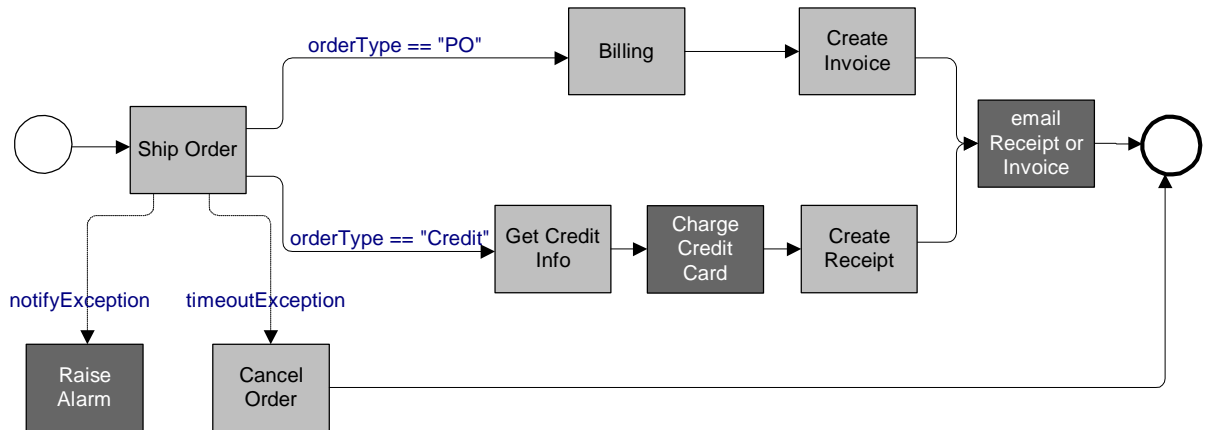 orderType == "PO"
Billing
Create
Invoice
Ship Order
email
Receipt or
Invoice
orderType == "Credit"
Get Credit
Info
Charge
Credit
Card
Create
Receipt
notifyException
timeoutException
Raise
Alarm
Cancel
Order